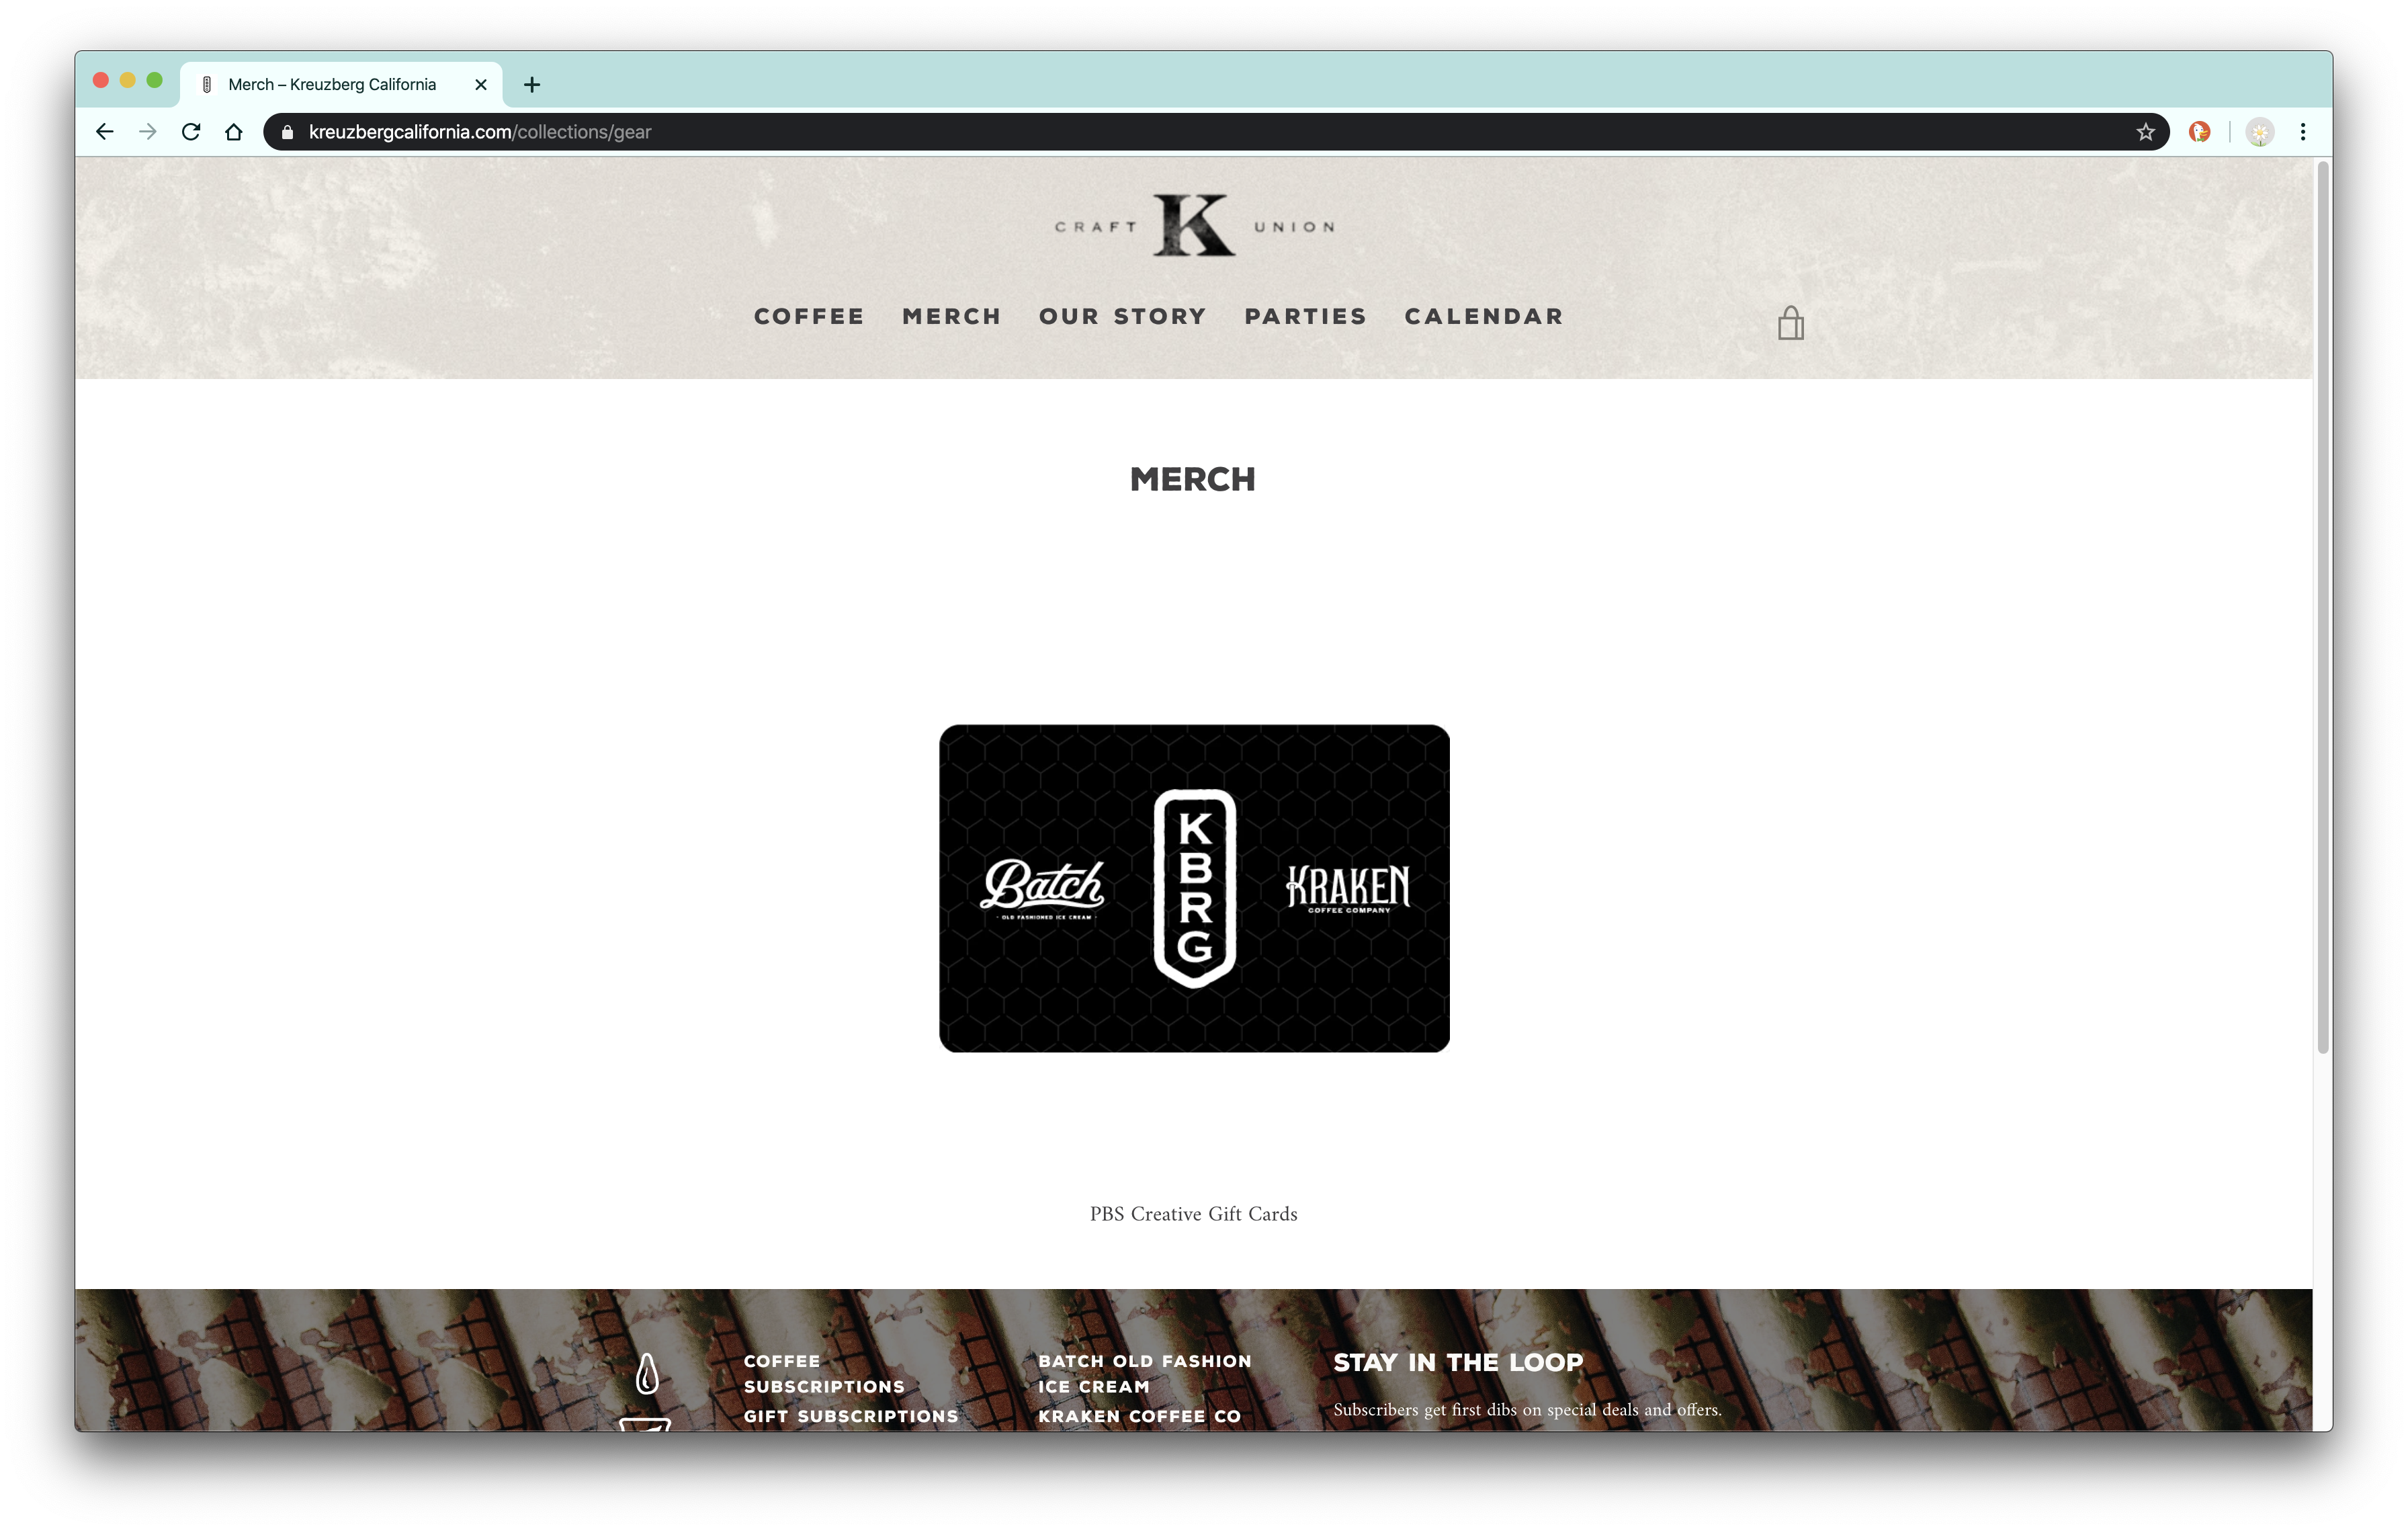 Merch – Kreuzberg California
kreuzbergcalifornia.com/collections/gear
CRAFT K UNION
COFFEE MERCH OUR STORY PARTIES CALENDAR
MERCH
Batch
OLD FASHIONED ICE CREAM
K
B
R
G
KRAKEN
COFFEE COMPANY
PBS Creative Gift Cards
COFFEE
SUBSCRIPTIONS
GIFT SUBSCRIPTIONS
BATCH OLD FASHION
ICE CREAM
KRAKEN COFFEE CO
STAY IN THE LOOP
Subscribers get first dibs on special deals and offers.